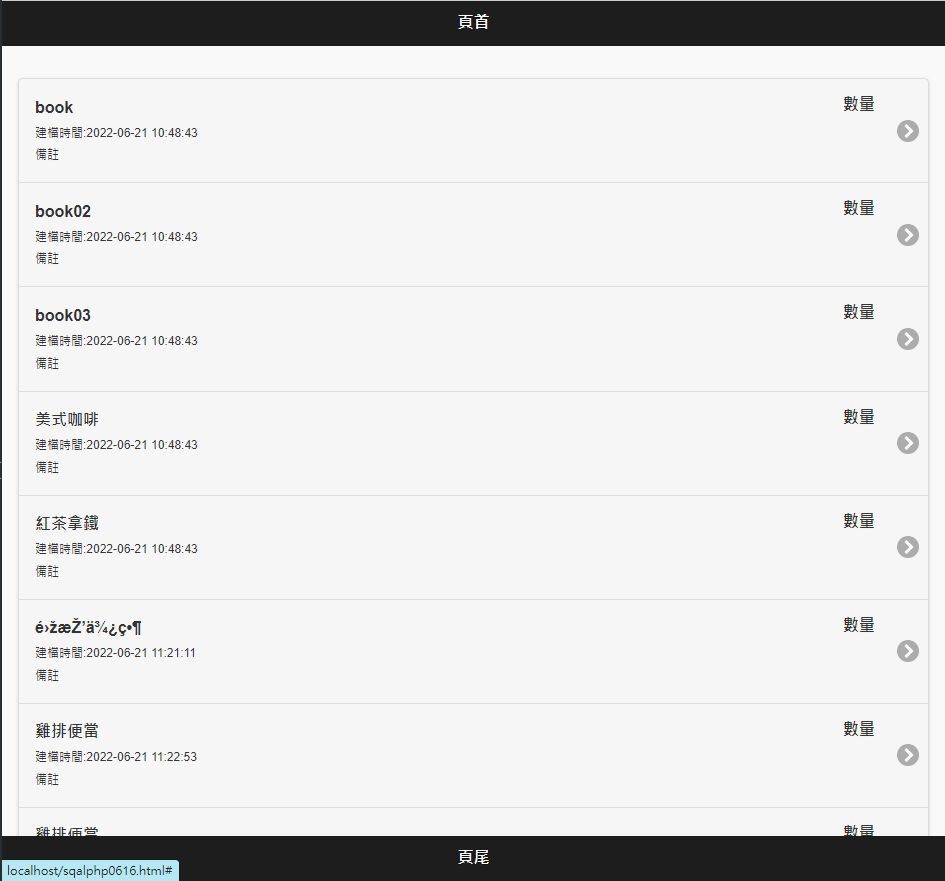 頁首
book
數量
建檔時間:2022-06-21 10:48:43
備註
book02
數量
建檔時間:2022-06-21 10:48:43
備註
book03
數量
建檔時間:2022-06-21 10:48:43
備註
美式咖啡
數量
建檔時間:2022-06-21 10:48:43
備註
紅茶拿鐵
數量
建檔時間:2022-06-21 10:48:43
備註
é›žæŽ’ä¾¿ç•¶
數量
建檔時間:2022-06-21 11:21:11
備註
雞排便當
數量
建檔時間:2022-06-21 11:22:53
備註
雞排便當
數量
頁尾
localhost/sqalphp0616.html#